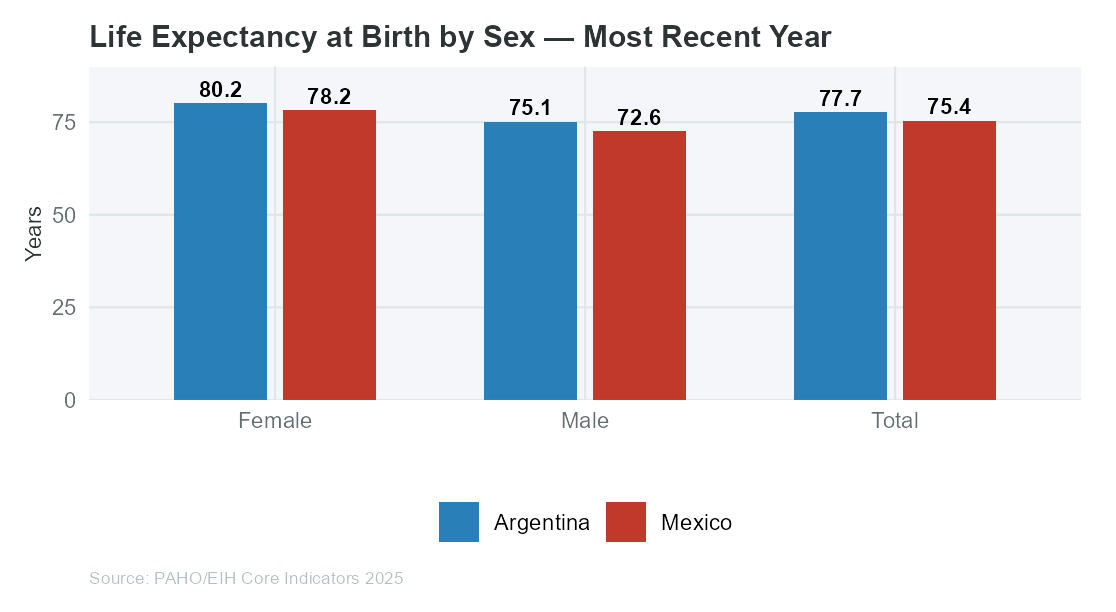 Life Expectancy at Birth by Sex — Most Recent Year
80.2 78.2 75.1 72.6 77.7 75.4
75
50
25
0
Years
Female Male Total
Argentina Mexico
Source: PAHO/EIH Core Indicators 2025